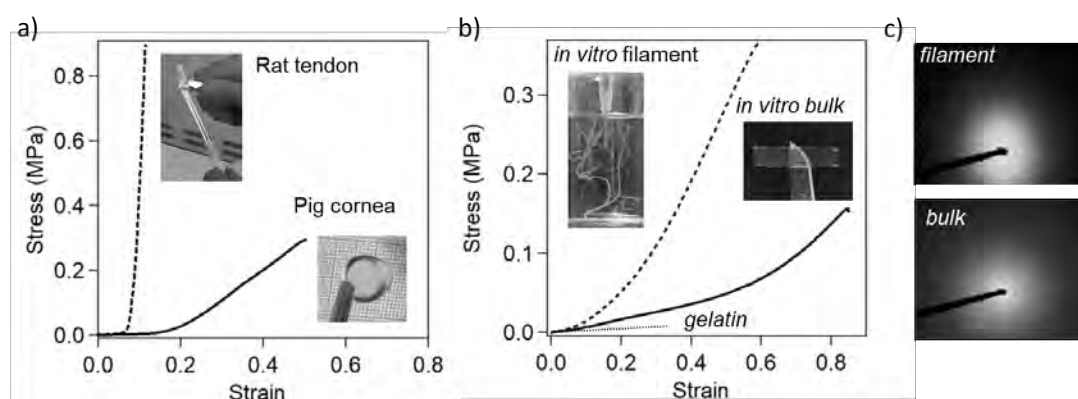 a)
Stress (MPa)
0.8
0.6
0.4
0.2
0.0
0.0 0.2 0.4 0.6 0.8
Strain
Rat tendon
Pig cornea
b)
Stress (MPa)
0.3
0.2
0.1
0.0
0.0 0.2 0.4 0.6 0.8
Strain
in vitro filament
in vitro bulk
gelatin
c)
filament
bulk